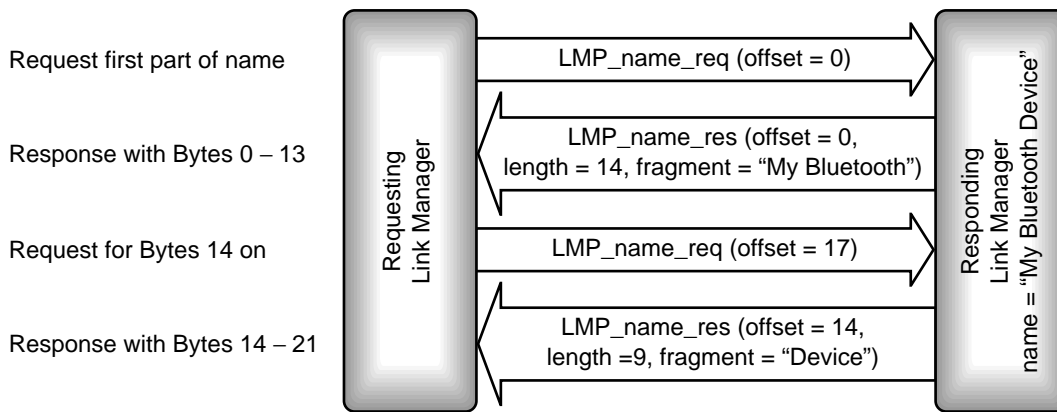 Request first part of name
LMP_name_req (offset = 0)
Response with Bytes 0 – 13
LMP_name_res (offset = 0,
length = 14, fragment = “My Bluetooth”)
Request for Bytes 14 on
LMP_name_req (offset = 17)
Response with Bytes 14 – 21
LMP_name_res (offset = 14,
length =9, fragment = “Device”)
Requesting
Link Manager
Responding
Link Manager
name = “My Bluetooth Device”